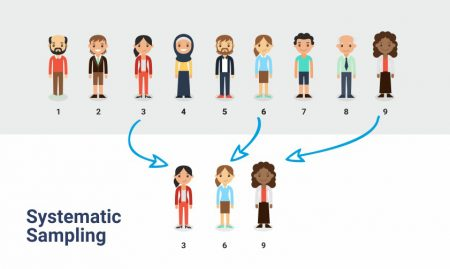 1 2 3 4 5 6 7 8 9
3 6 9
Systematic
Sampling